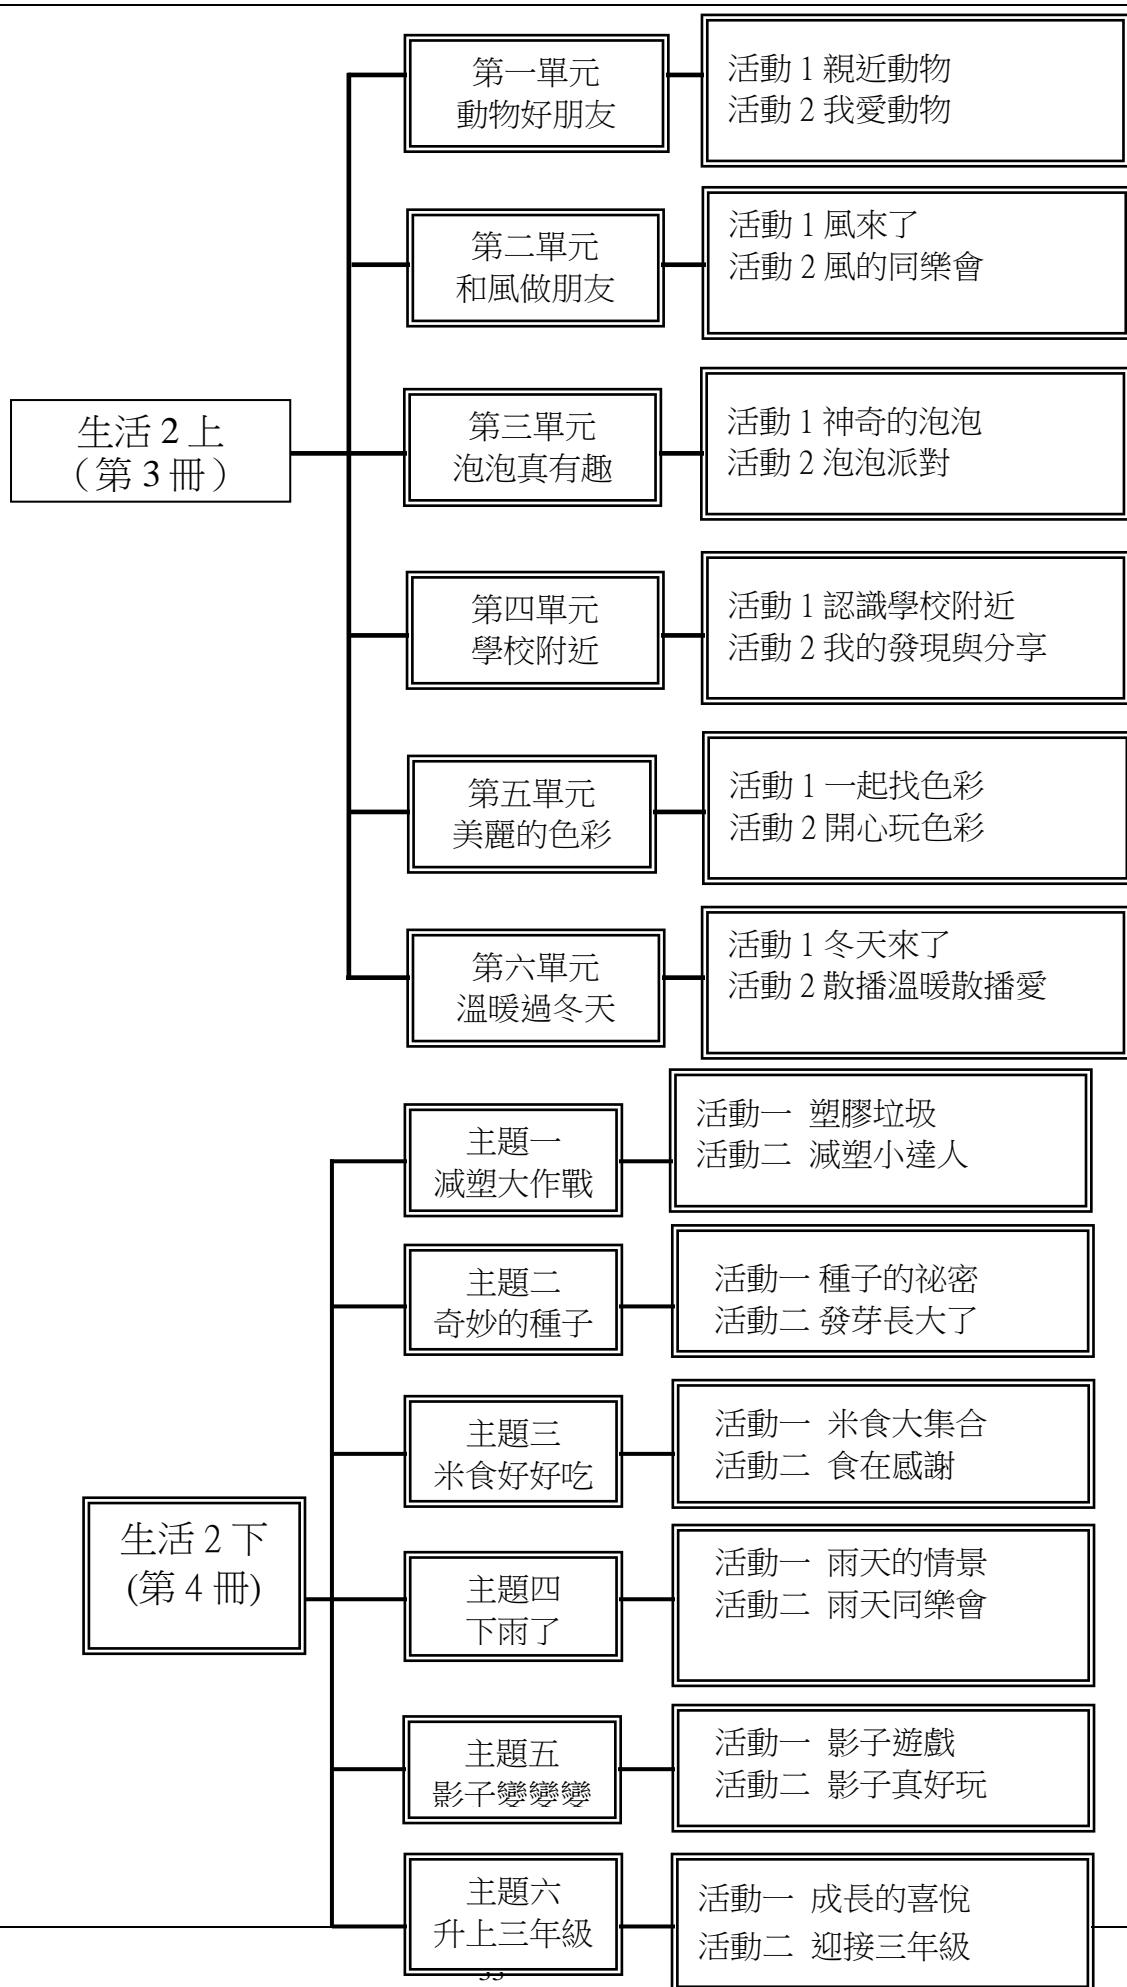 生活 2 上
（第 3 冊）
第一單元
動物好朋友
活動 1 親近動物
活動 2 我愛動物
第二單元
和風做朋友
活動 1 風來了
活動 2 風的同樂會
第三單元
泡泡真有趣
活動 1 神奇的泡泡
活動 2 泡泡派對
第四單元
學校附近
活動 1 認識學校附近
活動 2 我的發現與分享
第五單元
美麗的色彩
活動 1 一起找色彩
活動 2 開心玩色彩
第六單元
溫暖過冬天
活動 1 冬天來了
活動 2 散播溫暖散播愛
生活 2 下
(第 4 冊)
主題一
減塑大作戰
活動一 塑膠垃圾
活動二 減塑小達人
主題二
奇妙的種子
活動一 種子的祕密
活動二 發芽長大了
主題三
米食好好吃
活動一 米食大集合
活動二 食在感謝
主題四
下雨了
活動一 雨天的情景
活動二 雨天同樂會
主題五
影子變變變
活動一 影子遊戲
活動二 影子真好玩
主題六
升上三年級
活動一 成長的喜悅
活動二 迎接三年級